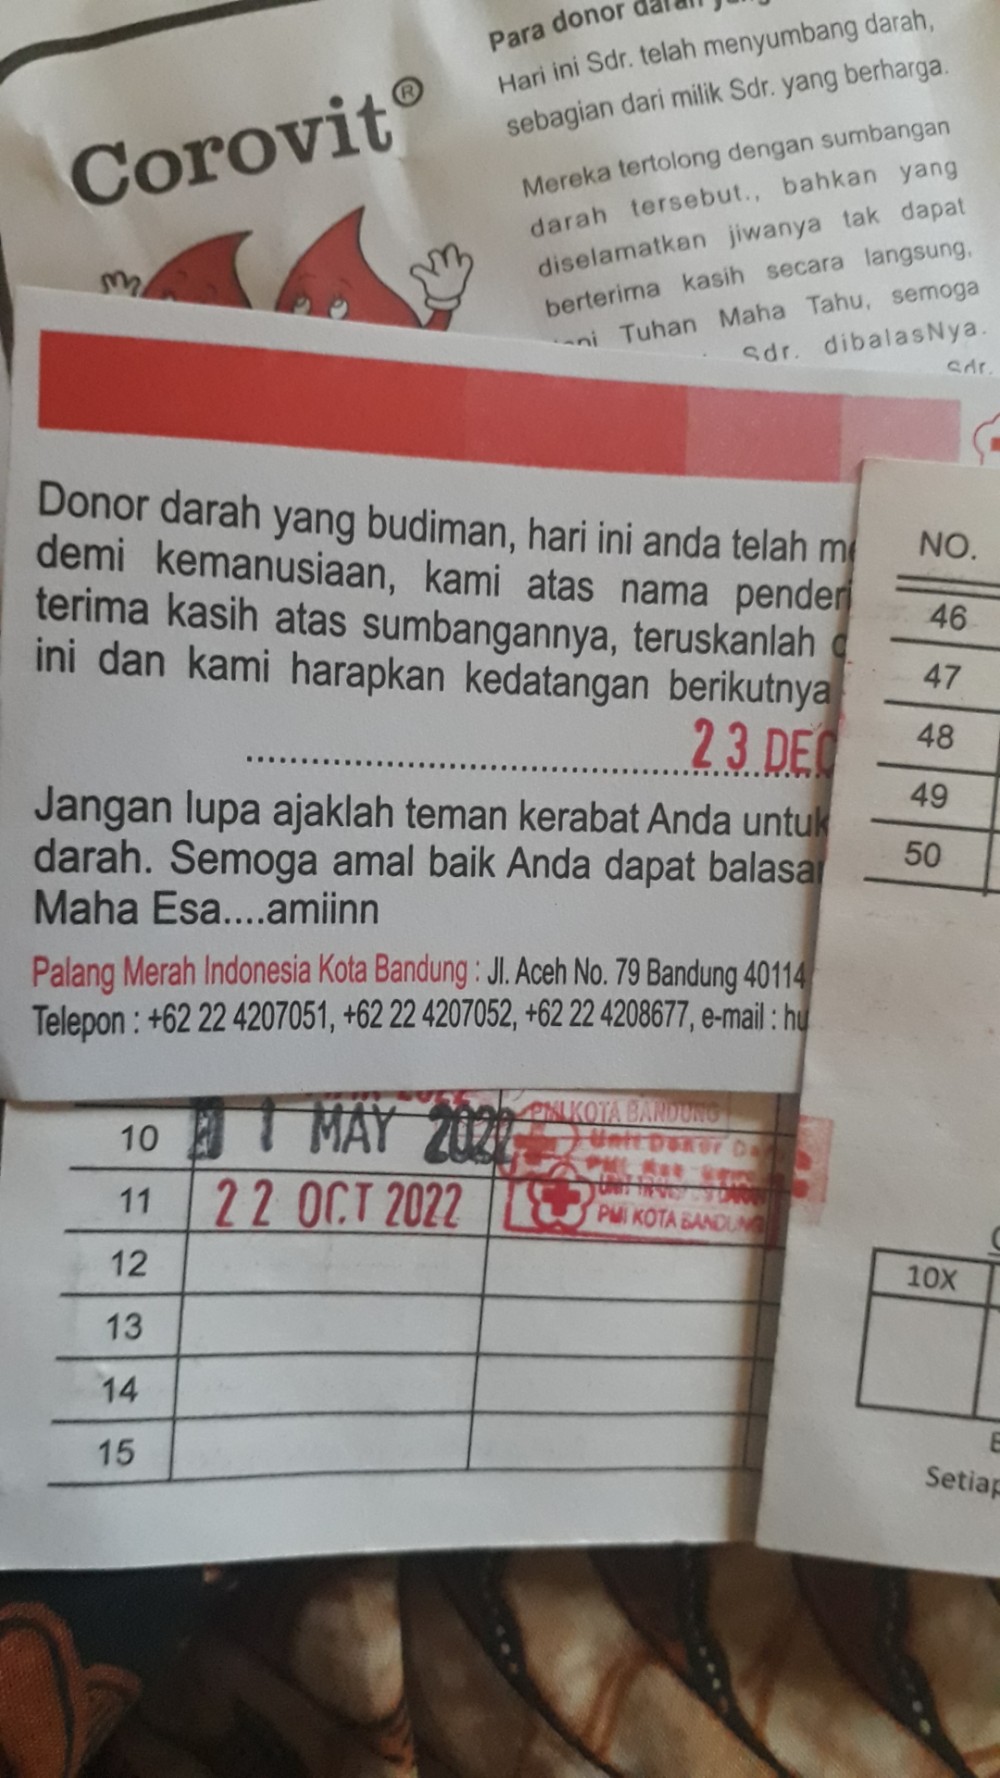 Corovit®
Para donor darah
Hari ini Sdr. telah menyumbang darah,
sebagian dari milik Sdr. yang berharga.
Mereka tertolong dengan sumbangan
darah tersebut., bahkan yang
diselamatkan jiwanya tak dapat
berterima kasih secara langsung,
Tuhan Maha Tahu, semoga
Sdr. dibalasNya.
Sdr.
Donor darah yang budiman, hari ini anda telah
demi kemanusiaan, kami atas nama
terima kasih atas sumbangannya, teruskanlah
ini dan kami harapkan kedatangan berikutnya
23 DEC
Jangan lupa ajaklah teman kerabat Anda untuk
darah. Semoga amal baik Anda dapat
Maha Esa....amiinn
Palang Merah Indonesia Kota Bandung : Jl. Aceh No. 79 Bandung 40114
Telepon : +62 22 4207051, +62 22 4207052, +62 22 4208677, e-mail :
NO.
46
47
48
49
50
10 1 MAY 2022 PMI KOTA BANDUNG
Unit Donor
11 22 OCT 2022 PMI KOTA BANDUNG
12
13
14
15
10X